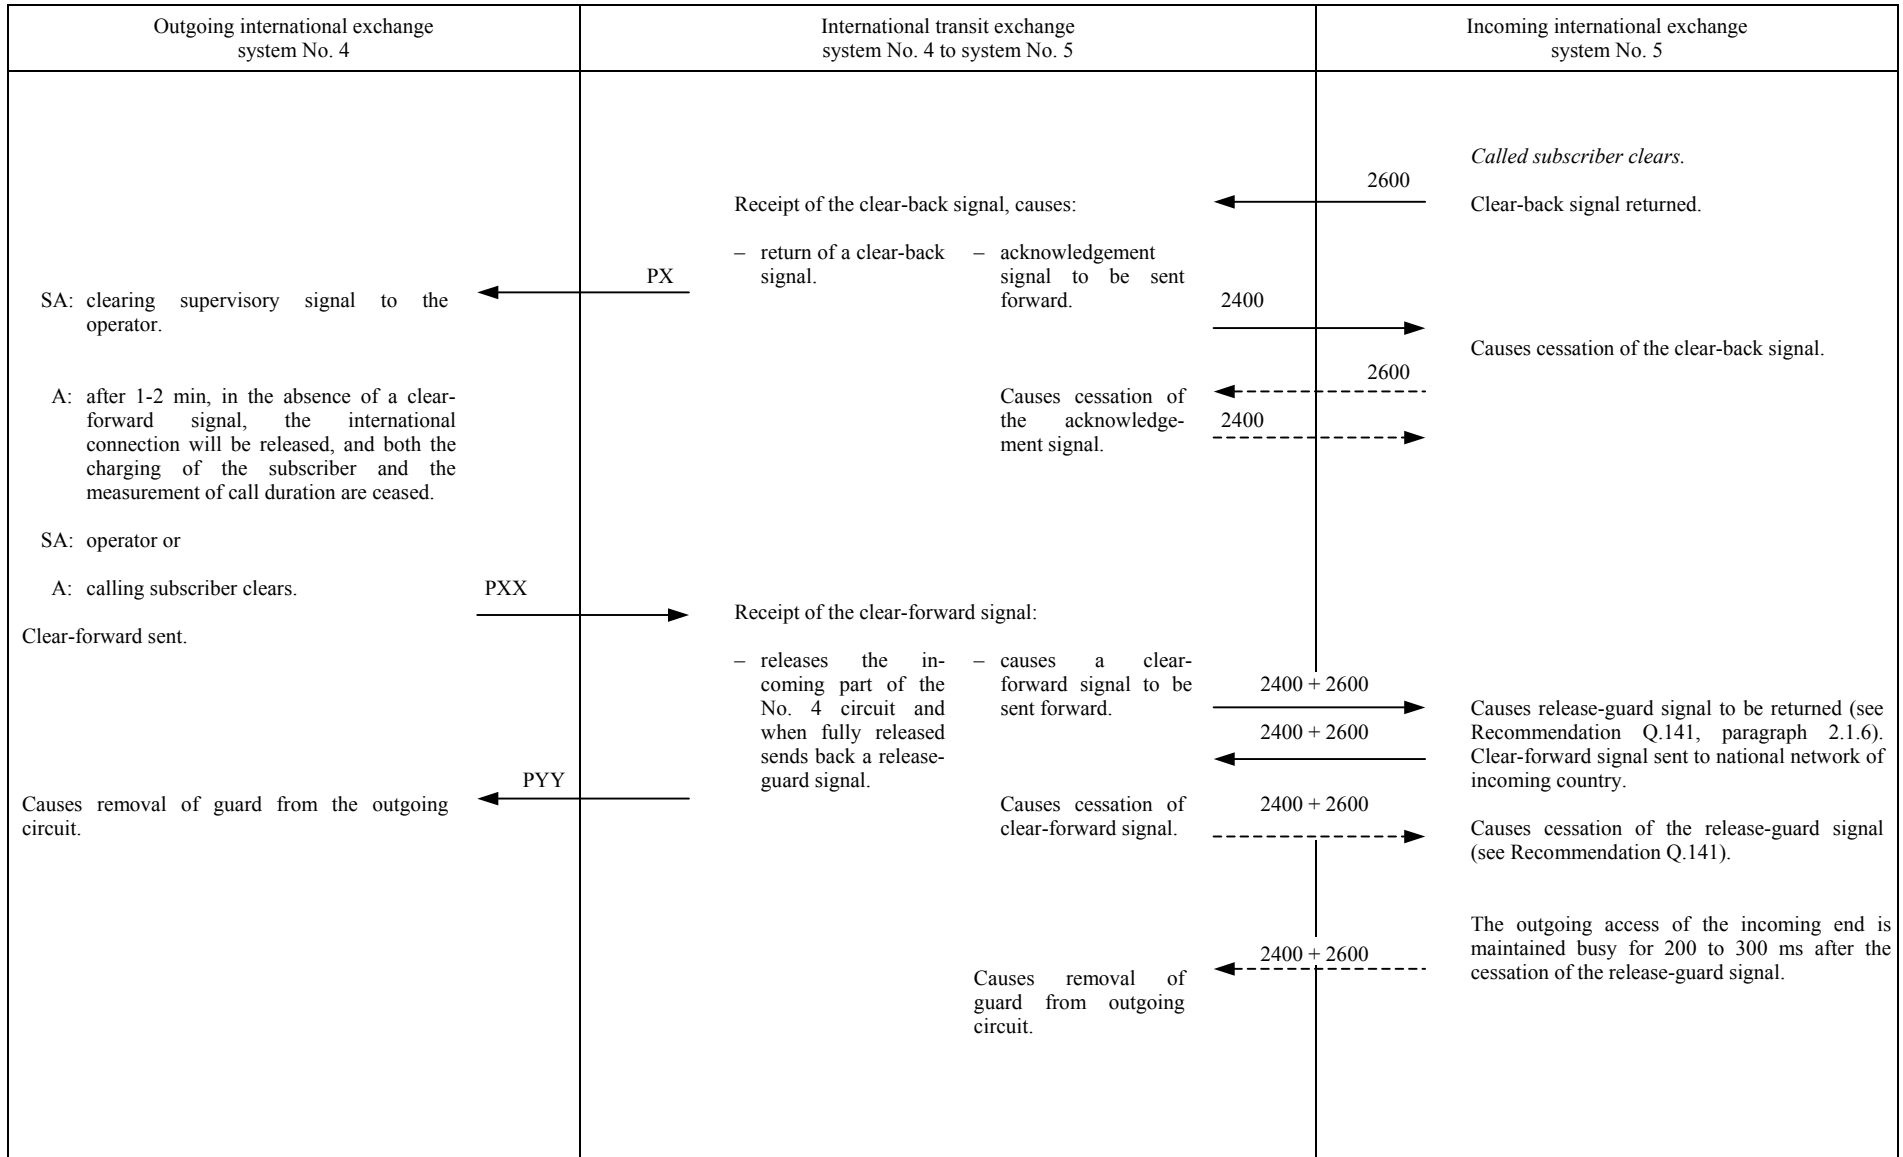 Outgoing international exchange
system No. 4
International transit exchange
system No. 4 to system No. 5
Incoming international exchange
system No. 5
Called subscriber clears.
2600
Receipt of the clear-back signal, causes:
Clear-back signal returned.
– return of a clear-back
signal.
– acknowledgement
signal to be sent
forward.
PX
SA: clearing supervisory signal to the
operator.
2400
Causes cessation of the clear-back signal.
2600
Causes cessation of
the acknowledge-
ment signal.
2400
A: after 1-2 min, in the absence of a clear-
forward signal, the international
connection will be released, and both the
charging of the subscriber and the
measurement of call duration are ceased.
SA: operator or
A: calling subscriber clears.
PXX
Clear-forward sent.
Receipt of the clear-forward signal:
– releases the in-
coming part of the
No. 4 circuit and
when fully released
sends back a release-
guard signal.
– causes a clear-
forward signal to be
sent forward.
2400 + 2600
Causes release-guard signal to be returned (see
Recommendation Q.141, paragraph 2.1.6).
Clear-forward signal sent to national network of
incoming country.
2400 + 2600
PYY
Causes removal of guard from the outgoing
circuit.
Causes cessation of
clear-forward signal.
2400 + 2600
Causes cessation of the release-guard signal
(see Recommendation Q.141).
The outgoing access of the incoming end is
maintained busy for 200 to 300 ms after the
cessation of the release-guard signal.
2400 + 2600
Causes removal of
guard from outgoing
circuit.